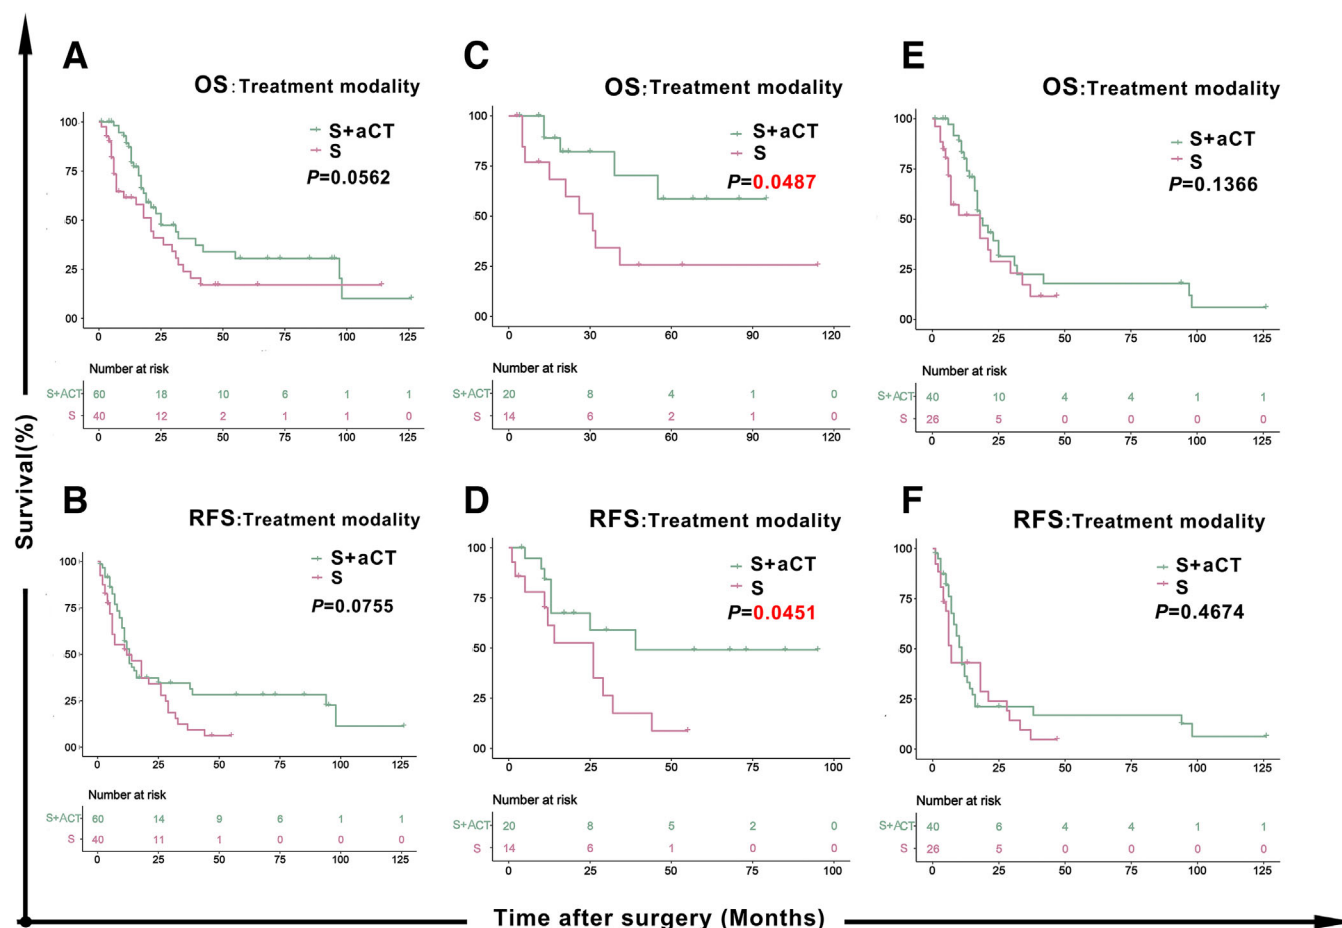 A
OS:Treatment modality
S+aCT
S
P=0.0562
100
75
50
25
00
0 25 50 75 100 125
Number at risk
S+ACT 60 18 10 6 1 1
S 40 12 2 1 1 0
0 25 50 75 100 125
C
OS:Treatment modality
S+aCT
S
P=0.0487
100
75
50
25
00
0 30 60 90 120
Number at risk
S+ACT 20 8 4 1 0
S 14 6 2 1 0
0 30 60 90 120
E
OS:Treatment modality
S+aCT
S
P=0.1366
100
75
50
25
00
0 25 50 75 100 125
Number at risk
S+ACT 40 10 4 4 1 1
S 26 5 0 0 0 0
0 25 50 75 100 125
Survival(%)
B
RFS:Treatment modality
S+aCT
S
P=0.0755
100
75
50
25
00
0 25 50 75 100 125
Number at risk
S+ACT 60 14 9 6 1 1
S 40 11 1 0 0 0
0 25 50 75 100 125
D
RFS:Treatment modality
S+aCT
S
P=0.0451
100
75
50
25
00
0 25 50 75 100
Number at risk
S+ACT 20 8 5 2 0
S 14 6 1 0 0
0 25 50 75 100
F
RFS:Treatment modality
S+aCT
S
P=0.4674
100
75
50
25
00
0 25 50 75 100 125
Number at risk
S+ACT 40 6 4 4 1 1
S 26 5 0 0 0 0
0 25 50 75 100 125
Time after surgery (Months)